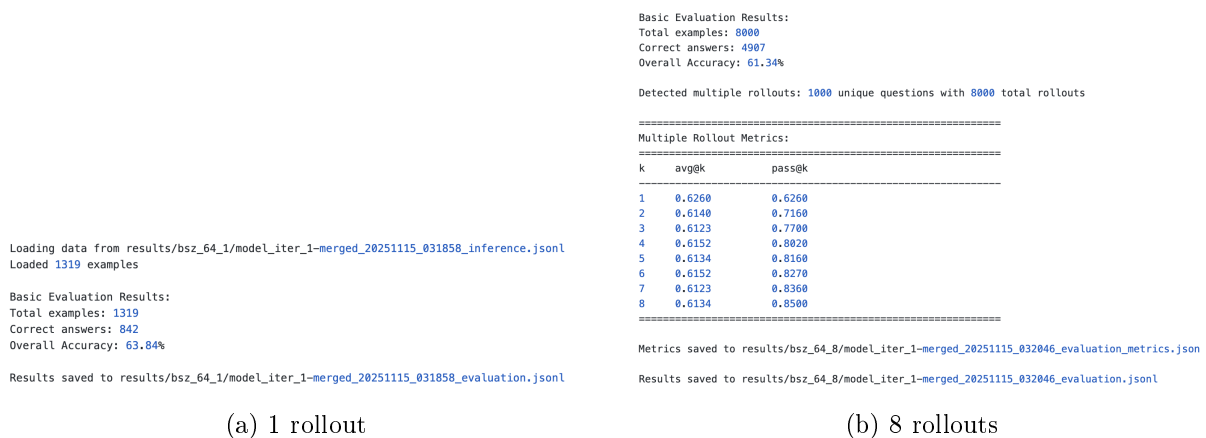 Loading data from results/bsz_64_1/model_iter_1-merged_20251115_031858_inference.jsonl
Loaded 1319 examples
Basic Evaluation Results:
Total examples: 1319
Correct answers: 842
Overall Accuracy: 63.84%
Results saved to results/bsz_64_1/model_iter_1-merged_20251115_031858_evaluation.jsonl
(a) 1 rollout
Basic Evaluation Results:
Total examples: 8000
Correct answers: 4907
Overall Accuracy: 61.34%
Detected multiple rollouts: 1000 unique questions with 8000 total rollouts
============================================================
Multiple Rollout Metrics:
============================================================
k avg@k pass@k
------------------------------------------------------------
1 0.6260 0.6260
2 0.6140 0.7160
3 0.6123 0.7700
4 0.6152 0.8020
5 0.6134 0.8160
6 0.6152 0.8270
7 0.6123 0.8360
8 0.6134 0.8500
============================================================
Metrics saved to results/bsz_64_8/model_iter_1-merged_20251115_032046_evaluation_metrics.json
Results saved to results/bsz_64_8/model_iter_1-merged_20251115_032046_evaluation.jsonl
(b) 8 rollouts